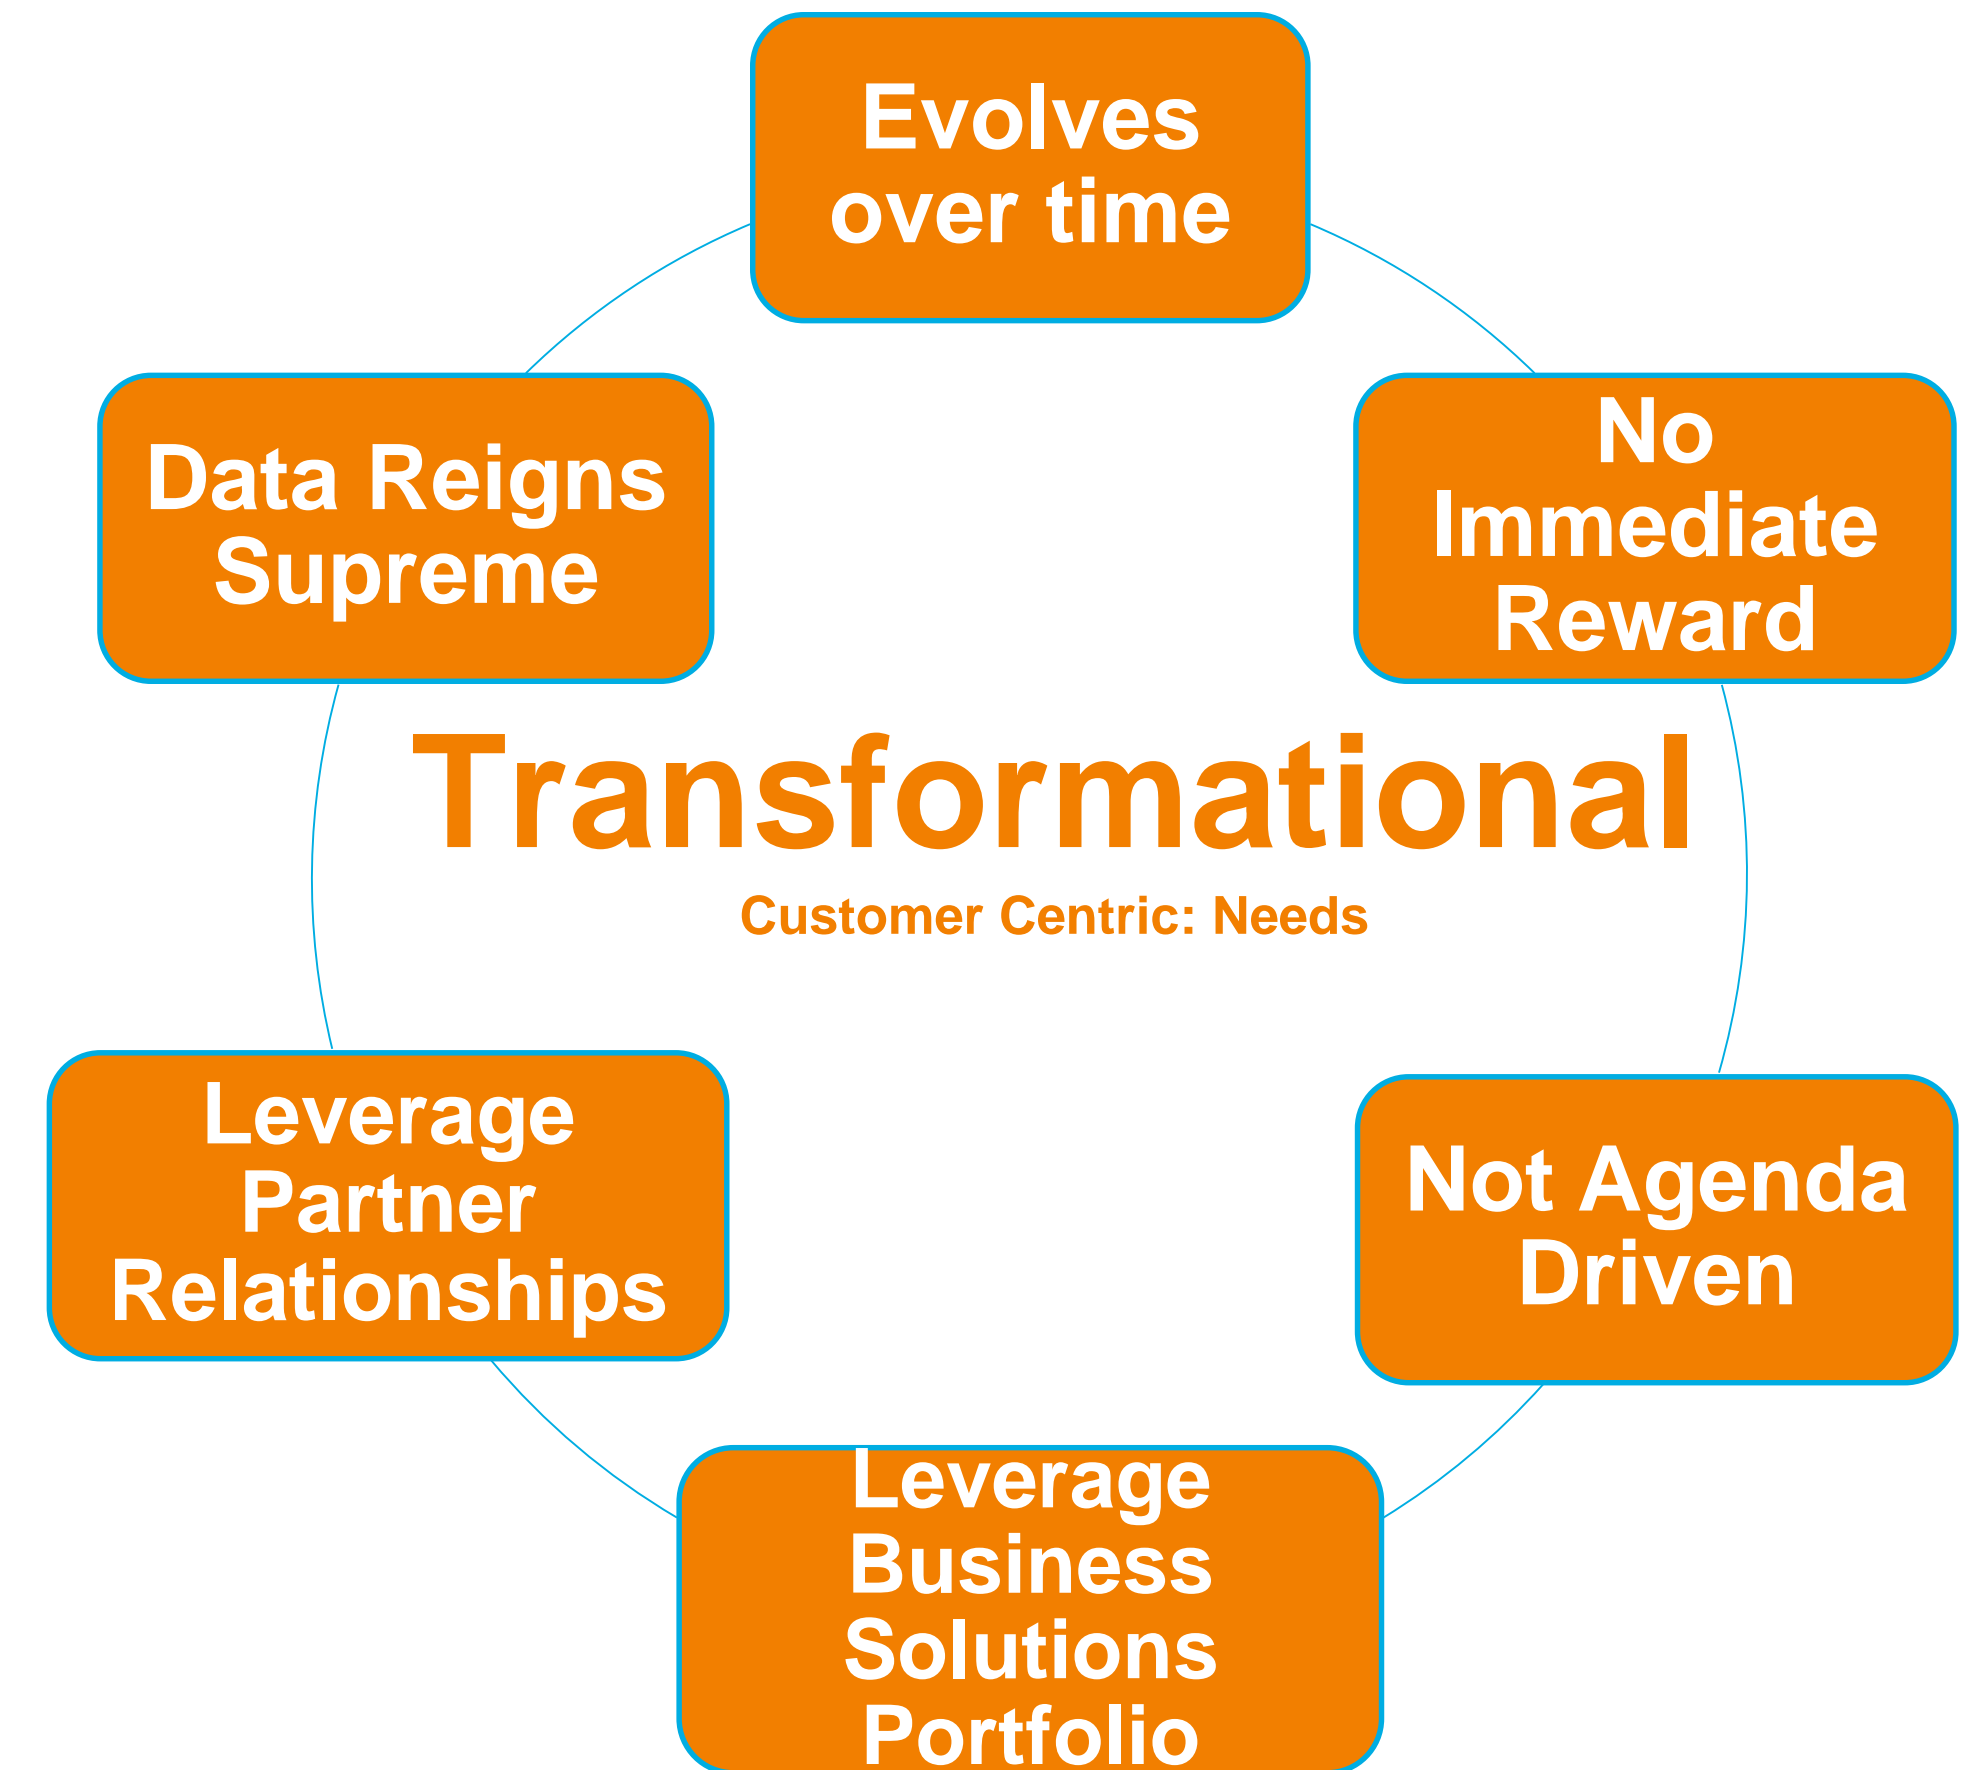 Evolves
over time
Data Reigns
Supreme
No
Immediate
Reward
Transformational
Customer Centric: Needs
Leverage
Partner
Relationships
Not Agenda
Driven
Leverage
Business
Solutions
Portfolio